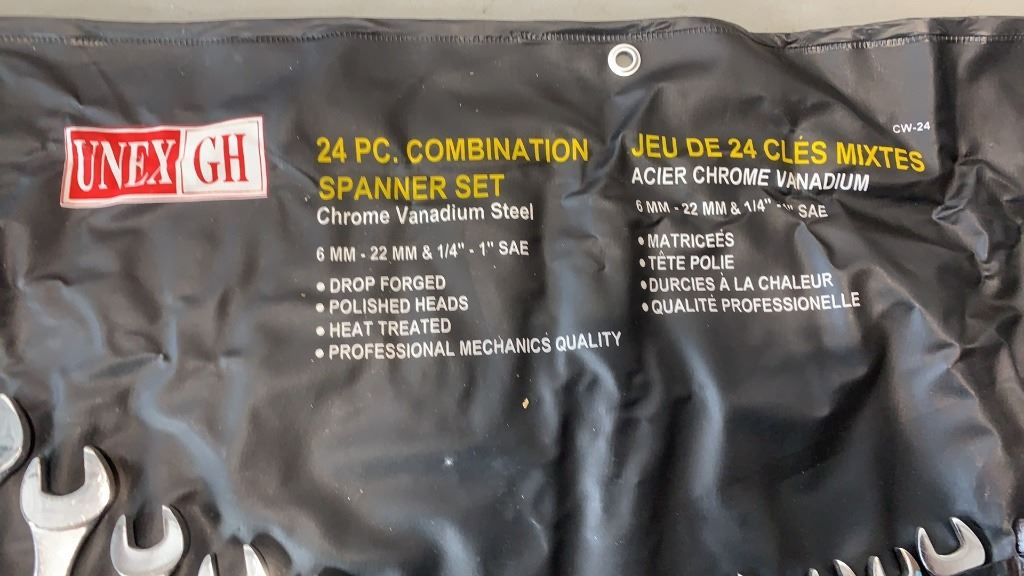 UNEX GH
24 PC. COMBINATION
SPANNER SET
Chrome Vanadium Steel
6 MM - 22 MM & 1/4" - 1" SAE
• DROP FORGED
• POLISHED HEADS
• HEAT TREATED
• PROFESSIONAL MECHANICS QUALITY
CW-24
JEU DE 24 CLÉS MIXTES
ACIER CHROME VANADIUM
6 MM - 22 MM & 1/4" - SAE
• MATRICEÉS
• TÊTE POLIE
• DURCIES À LA CHALEUR
• QUALITÉ PROFESSIONELLE